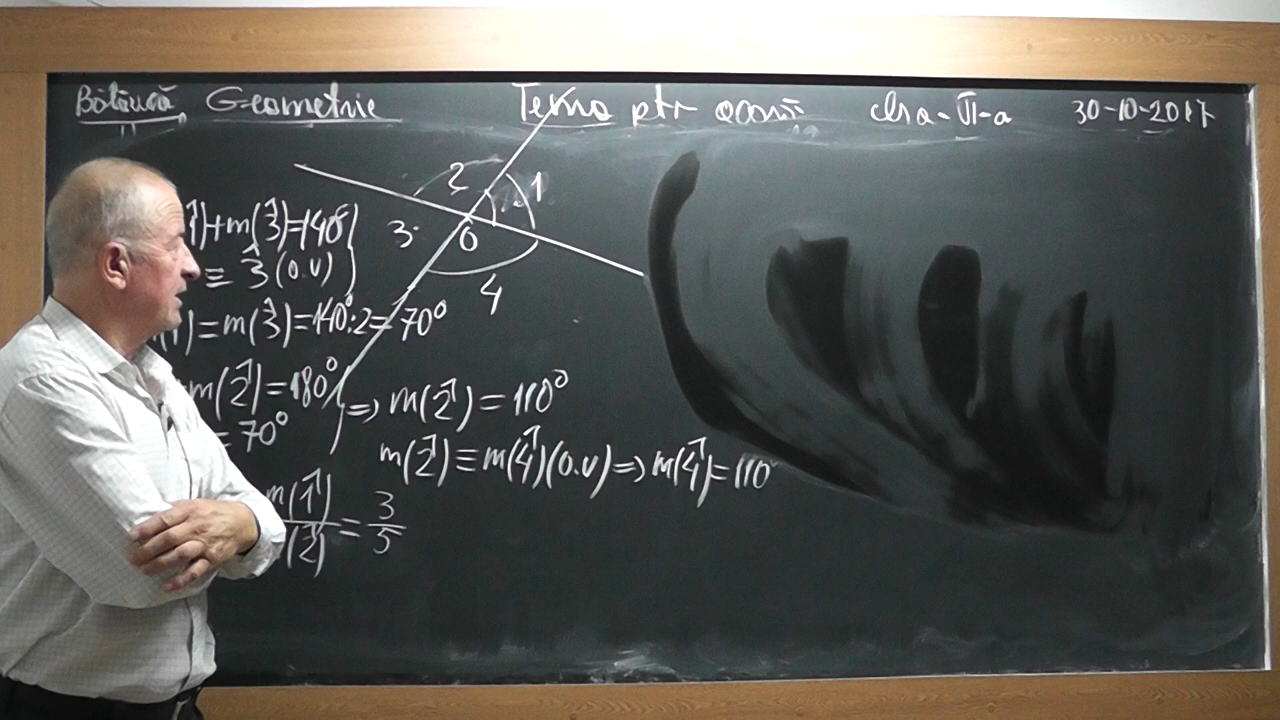 Geometrie Tema ptr acasă cls a-VI-a 30-10-2017
2 1
3 O
4
1)+m(3)=140°
≡ 3 (o.v)
1)=m(3)=140°:2=70°
m(2)=180°
=70°
=> m(2)=110°
m(2)≡m(4)(o.v)=>m(4)=110°
m(1)
(2) = 3/5